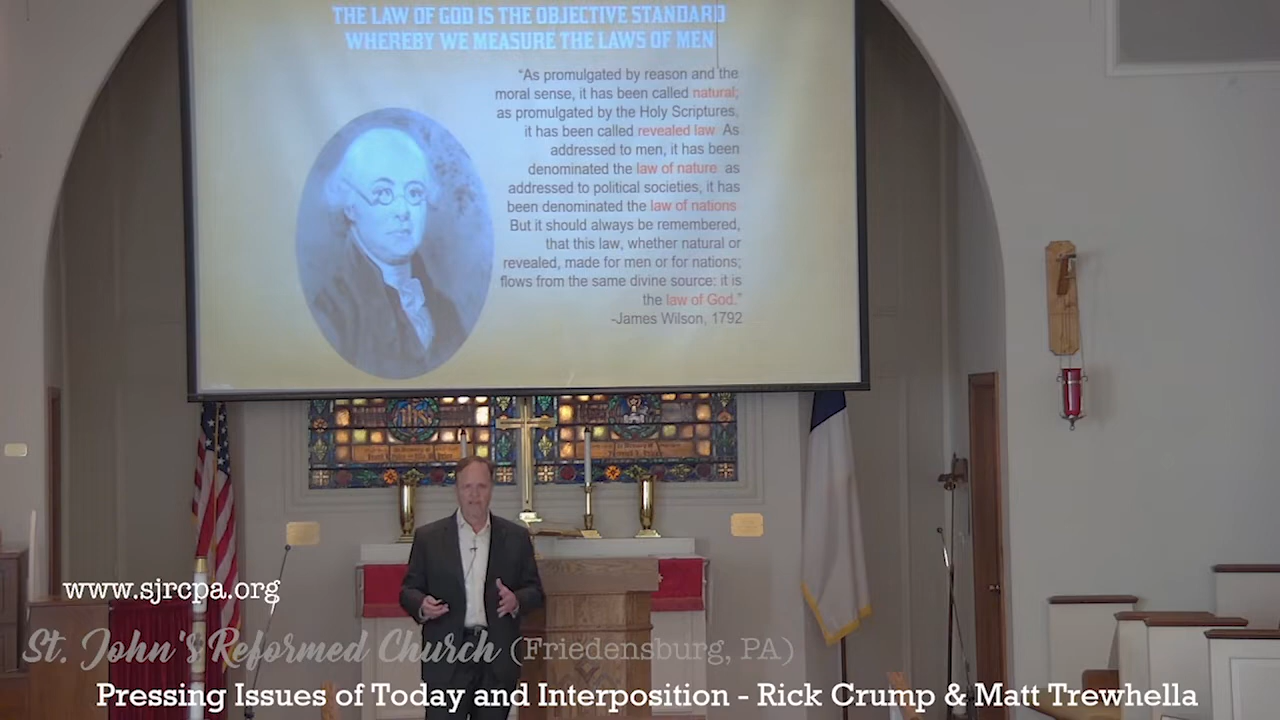 THE LAW OF GOD IS THE OBJECTIVE STANDARD
WHEREBY WE MEASURE THE LAWS OF MEN
“As promulgated by reason and the
moral sense, it has been called natural;
as promulgated by the Holy Scriptures,
it has been called revealed law As
addressed to men, it has been
denominated the law of nature as
addressed to political societies, it has
been denominated the law of nations
But it should always be remembered,
that this law, whether natural or
revealed, made for men or for nations;
flows from the same divine source: it is
the law of God.”
-James Wilson, 1792
www.sjrcpa.org
St. John's Reformed Church (Friedensburg, PA)
Pressing Issues of Today and Interposition - Rick Crump & Matt Trewhella